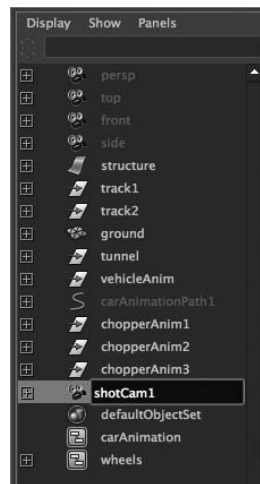 Display Show Panels
persp
top
front
side
structure
track1
track2
ground
tunnel
vehicleAnim
carAnimationPath1
chopperAnim1
chopperAnim2
chopperAnim3
shotCam1
defaultObjectSet
carAnimation
wheels